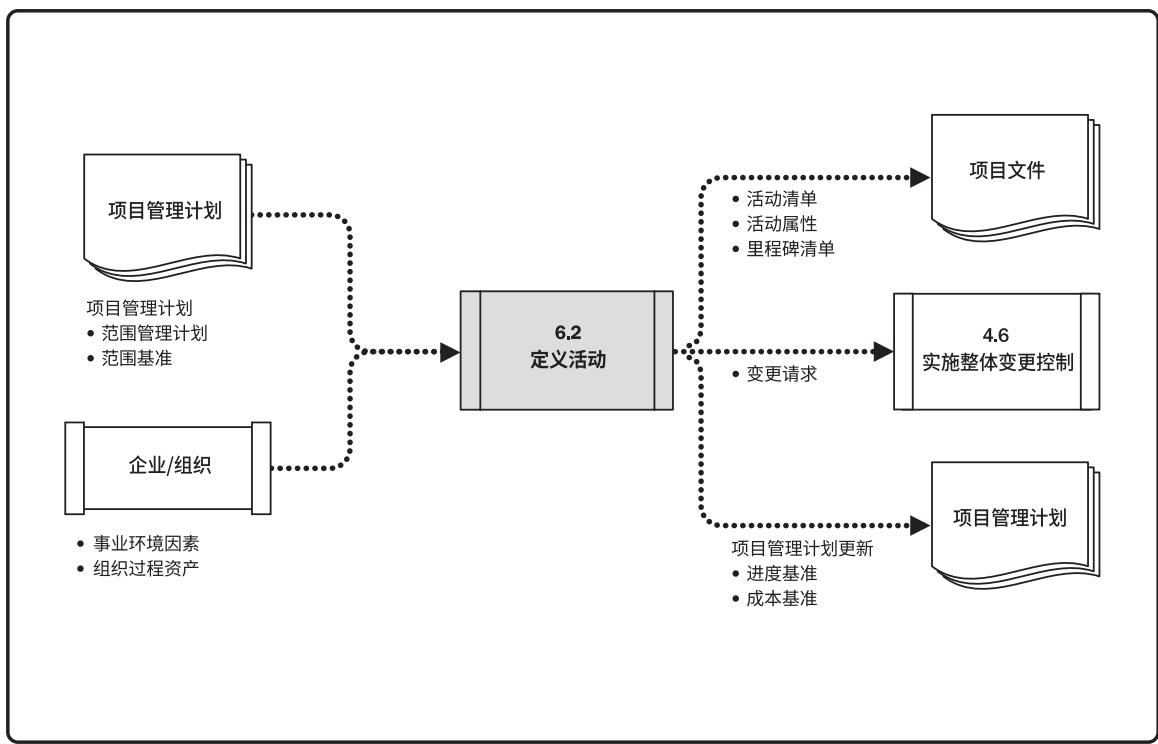 项目管理计划
项目管理计划
• 范围管理计划
• 范围基准
企业/组织
• 事业环境因素
• 组织过程资产
6.2
定义活动
• 活动清单
• 活动属性
• 里程碑清单
项目文件
• 变更请求
4.6
实施整体变更控制
项目管理计划更新
• 进度基准
• 成本基准
项目管理计划